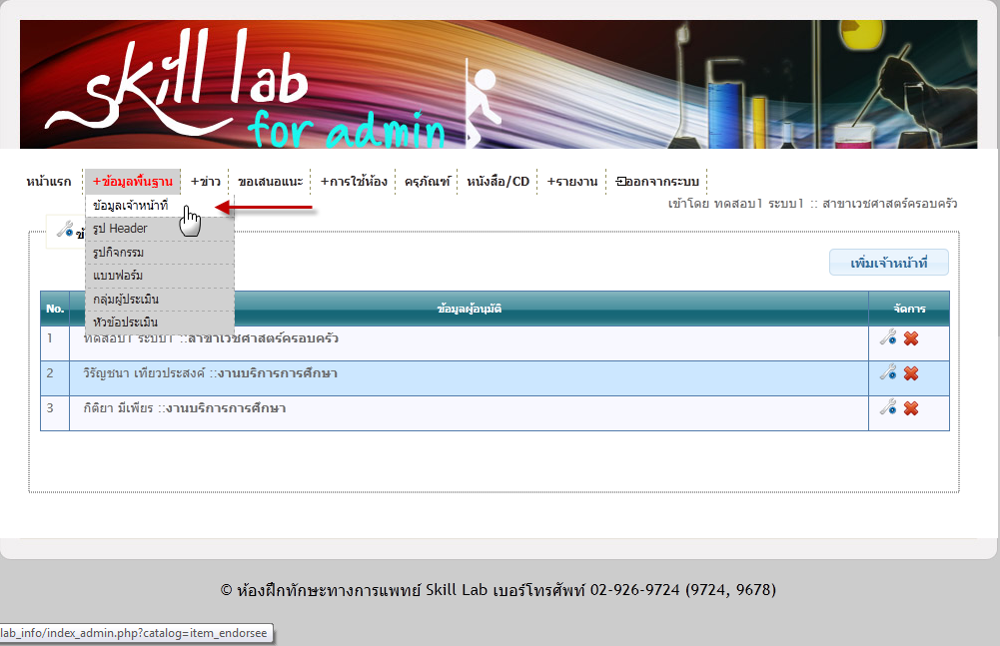 skill lab
for admin
หน้าแรก +ข้อมูลพื้นฐาน +ข่าว ขอเสนอแนะ +การใช้ห้อง ครุภัณฑ์ หนังสือ/CD +รายงาน ออกจากระบบ
เข้าโดย ทดสอบ1 ระบบ1 :: สาขาเวชศาสตร์ครอบครัว
ข้อมูลเจ้าหน้าที่
รูป Header
รูปกิจกรรม
แบบฟอร์ม
กลุ่มผู้ประเมิน
หัวข้อประเมิน
เพิ่มเจ้าหน้าที่
No. ข้อมูลผู้อนุมัติ จัดการ
1 ทดสอบ1 ระบบ1 ::สาขาเวชศาสตร์ครอบครัว
2 วิรัญชนา เทียวประสงค์ ::งานบริการการศึกษา
3 กิติยา มีเพียร ::งานบริการการศึกษา
© ห้องฝึกทักษะทางการแพทย์ Skill Lab เบอร์โทรศัพท์ 02-926-9724 (9724, 9678)
lab_info/index_admin.php?catalog=item_endorsee